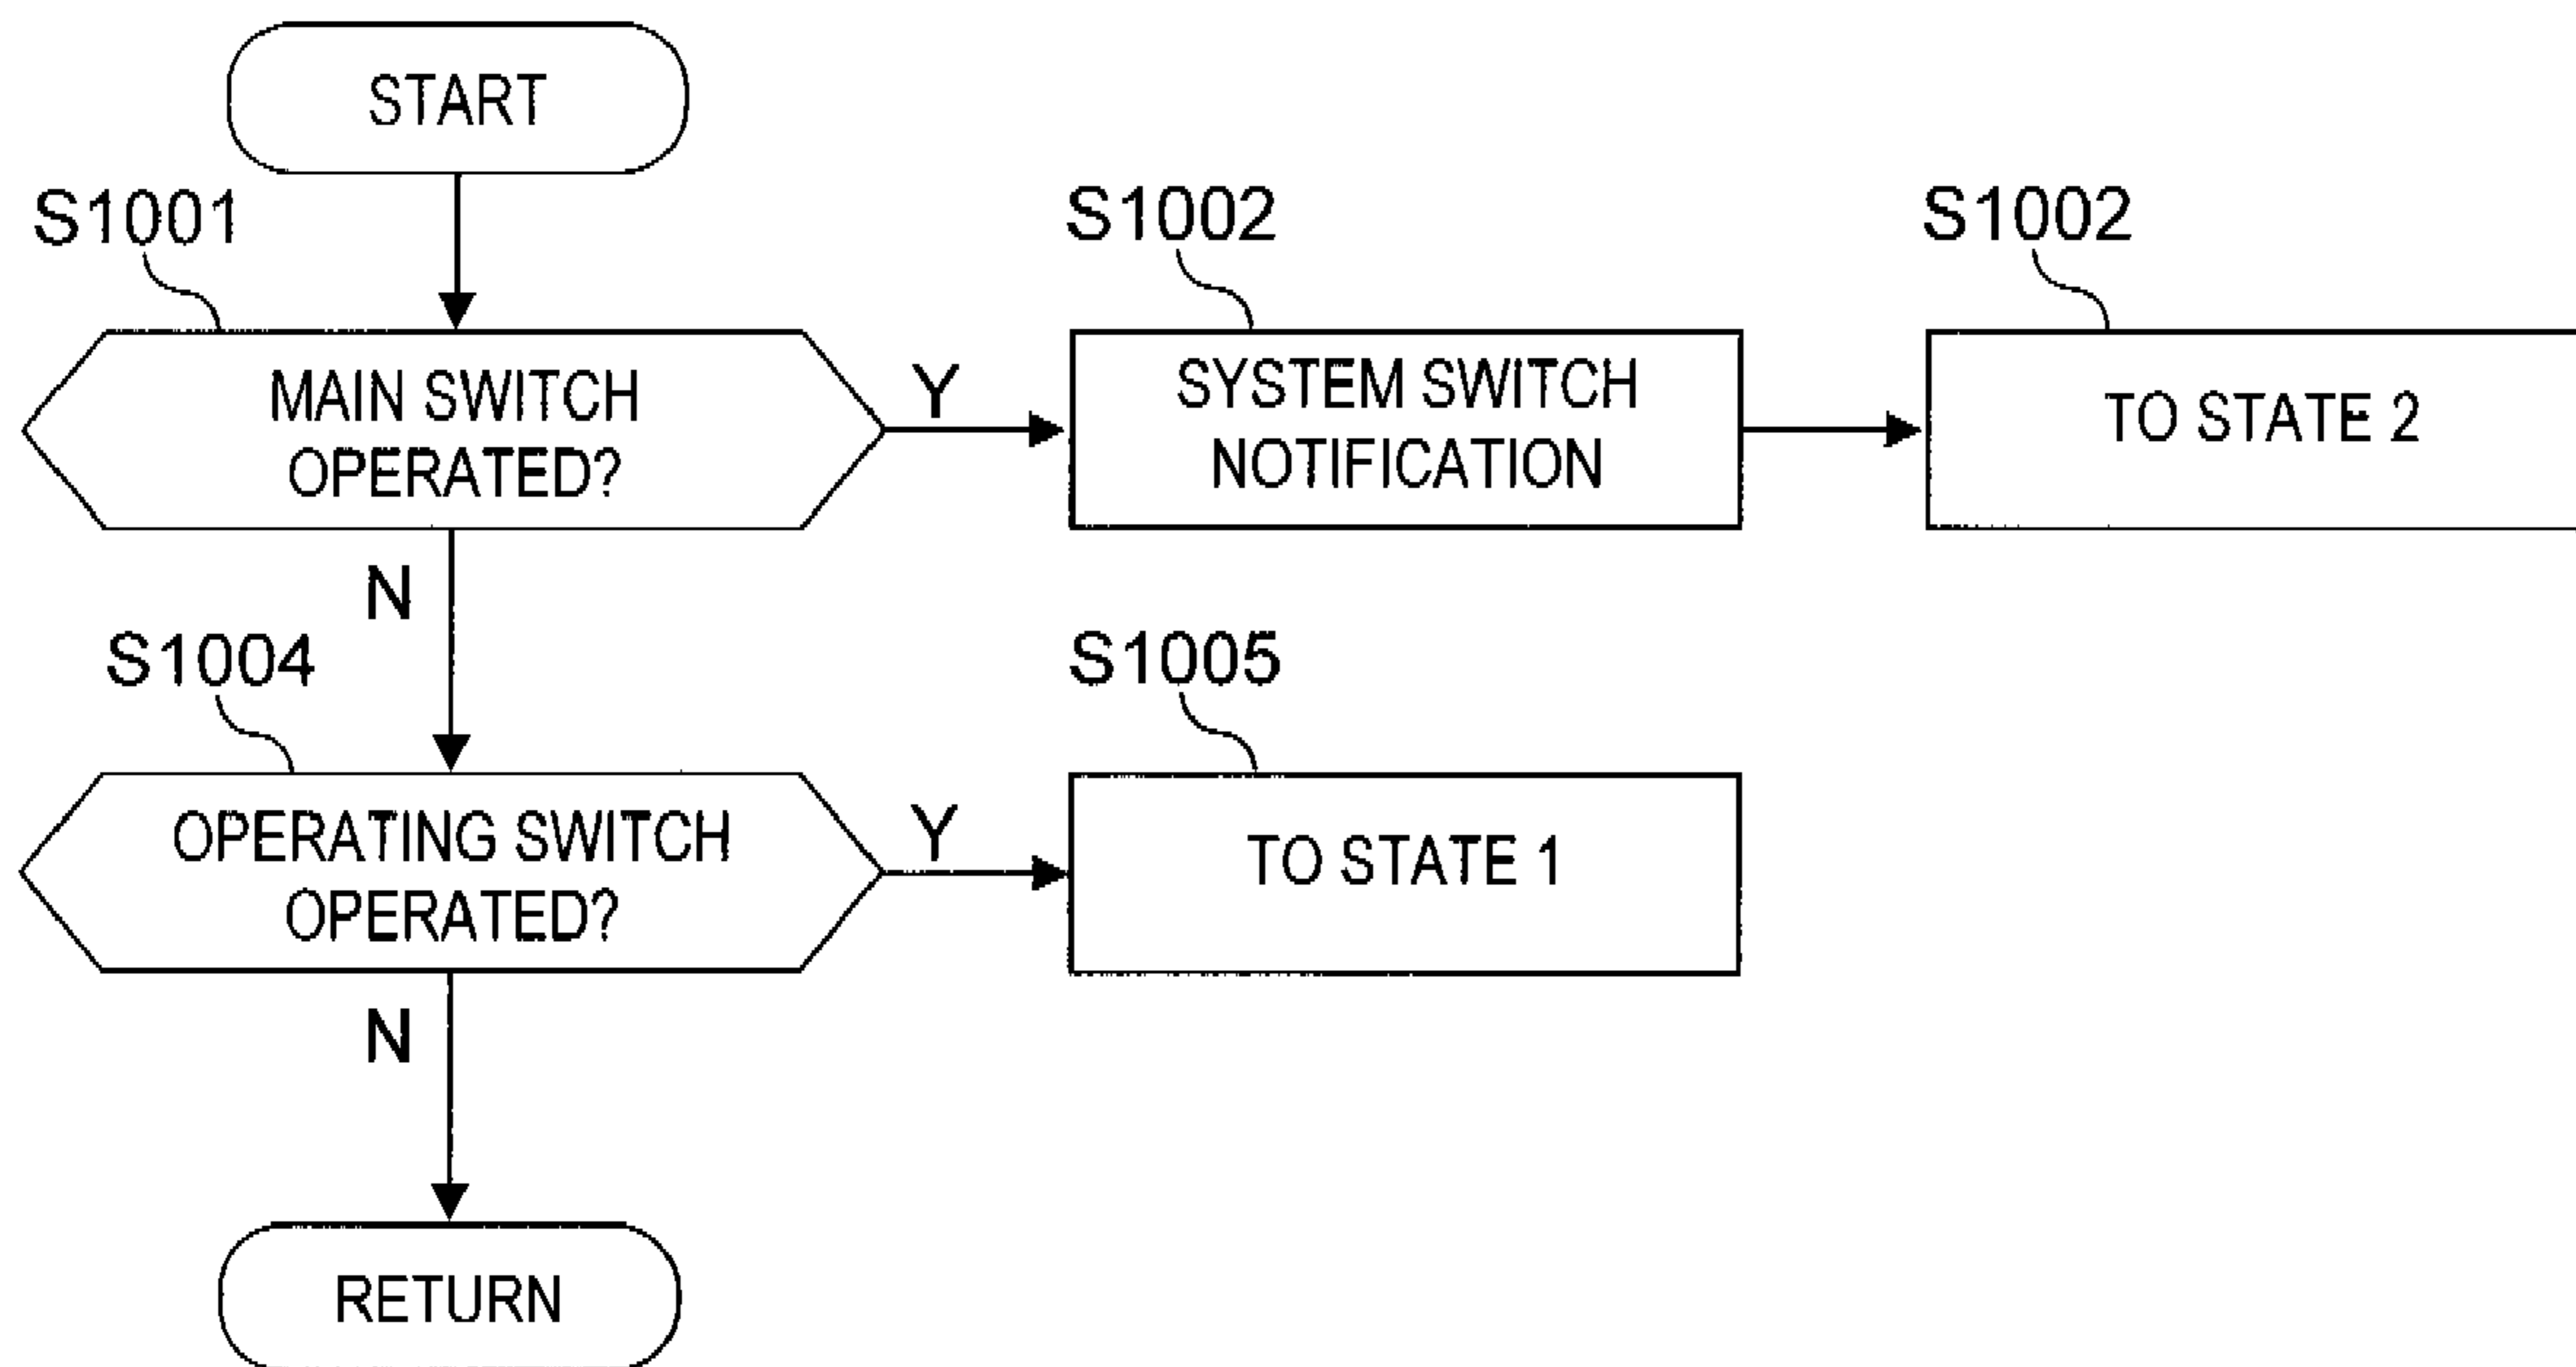 START
S1001
S1002
S1002
MAIN SWITCH
OPERATED?
Y
SYSTEM SWITCH
NOTIFICATION
TO STATE 2
N
S1004
S1005
OPERATING SWITCH
OPERATED?
Y
TO STATE 1
N
RETURN